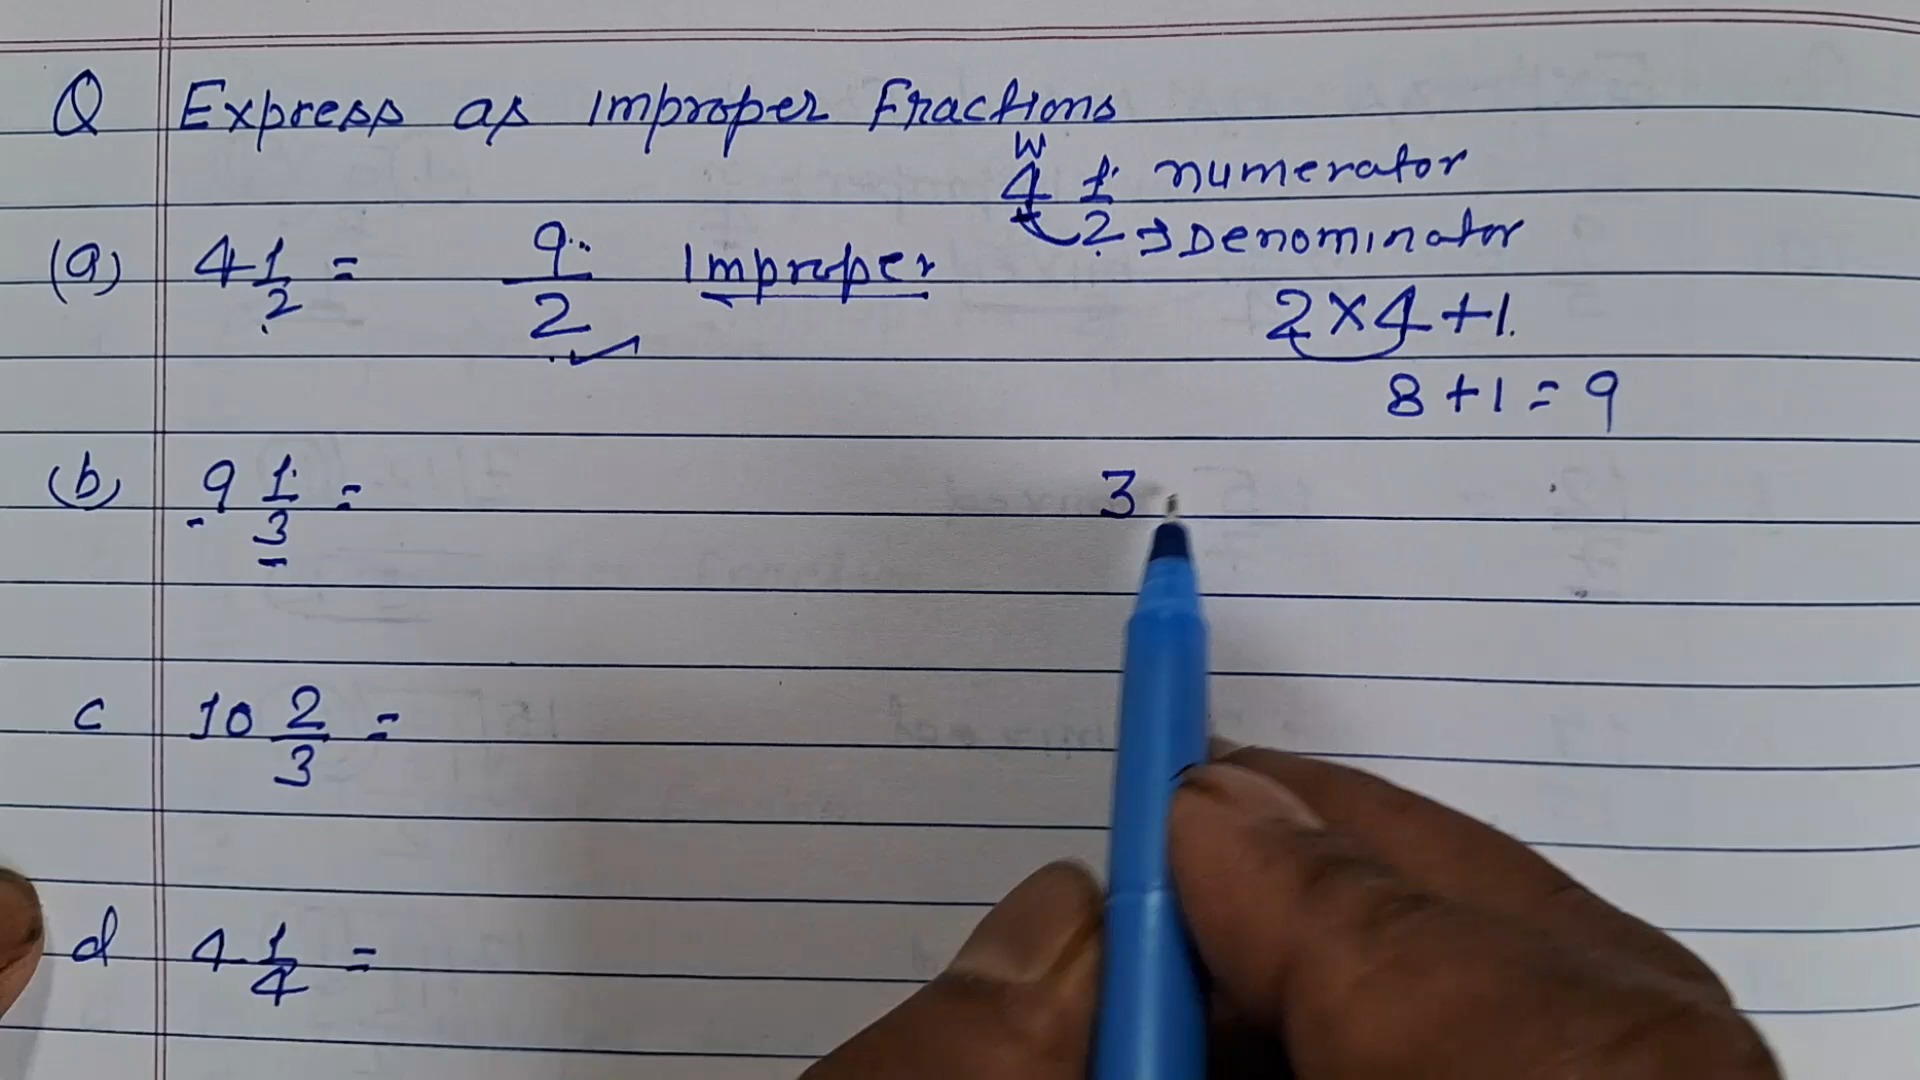 Q Express as Improper Fractions
W
4 1 numerator
2 → Denominator
(a) 4 1/2 = 9/2 Improper
2 × 4 + 1.
8 + 1 = 9
(b) 9 1/3 = 3
c 10 2/3 =
d 4 1/4 =